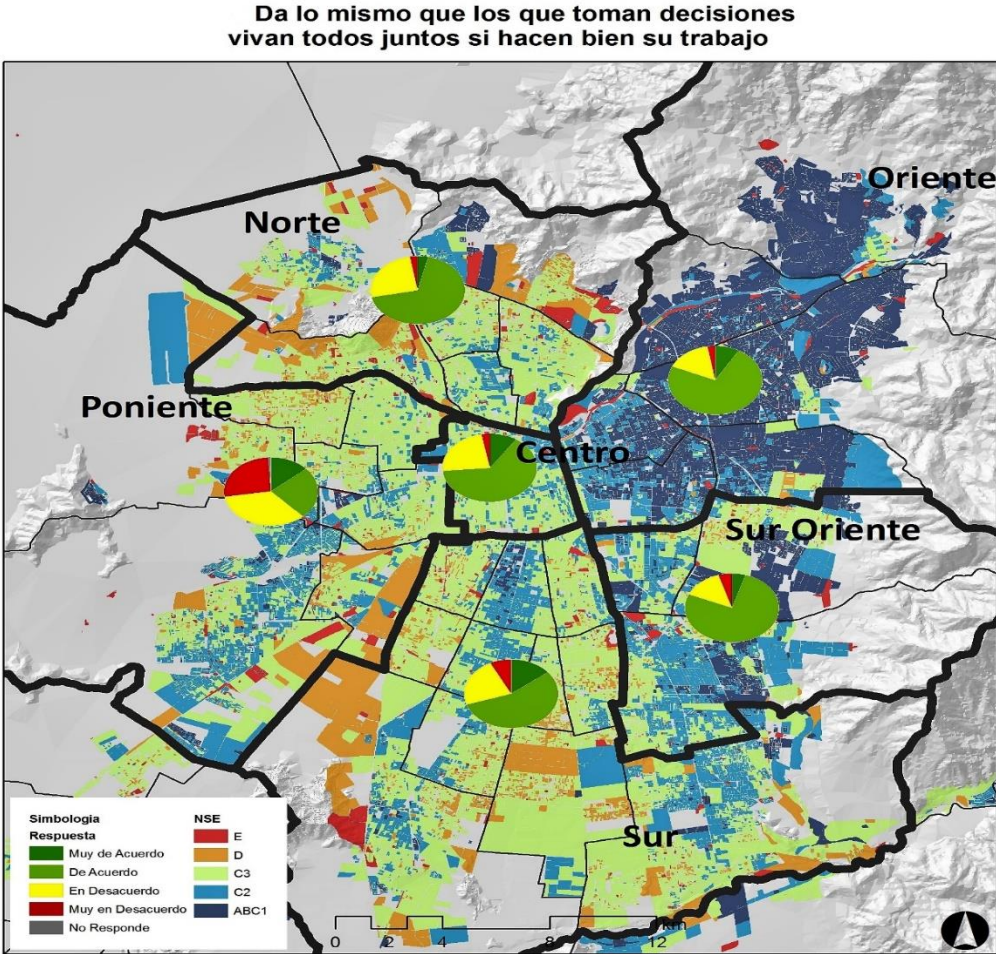 Da lo mismo que los que toman decisiones
vivan todos juntos si hacen bien su trabajo
Oriente
Norte
Poniente
Centro
Sur Oriente
Sur
Simbologia
Respuesta
Muy de Acuerdo
De Acuerdo
En Desacuerdo
Muy en Desacuerdo
No Responde
NSE
E
D
C3
C2
ABC1
0 2 4 8 12
km